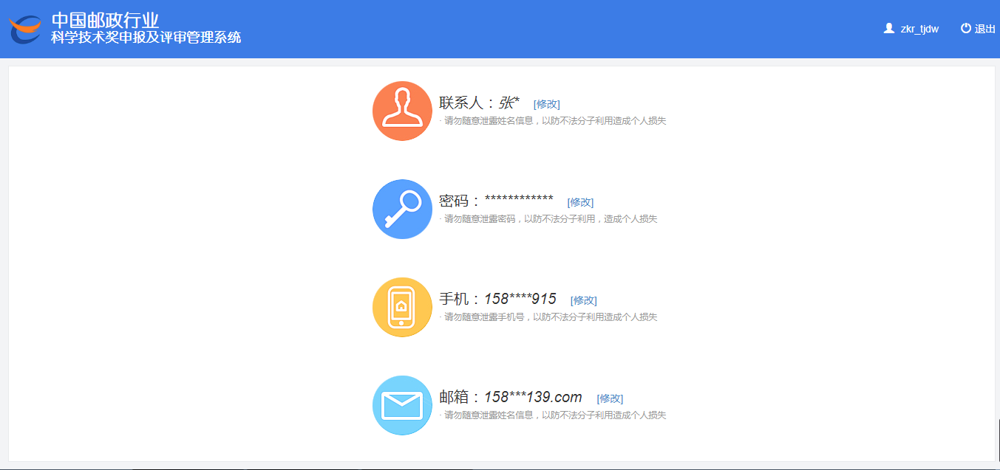 中国邮政行业
科学技术奖申报及评审管理系统
zkr_tjdw 退出
联系人：张* [修改]
· 请勿随意泄露姓名信息，以防不法分子利用造成个人损失
密码：************ [修改]
· 请勿随意泄露密码，以防不法分子利用，造成个人损失
手机：158****915 [修改]
· 请勿随意泄露手机号，以防不法分子利用造成个人损失
邮箱：158***139.com [修改]
· 请勿随意泄露姓名信息，以防不法分子利用造成个人损失